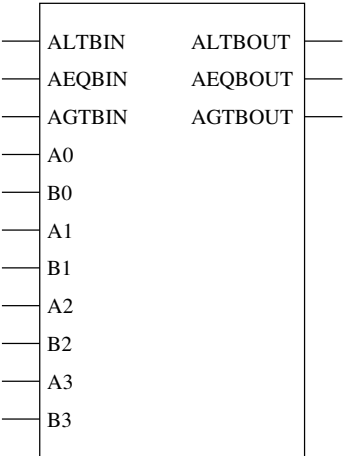 ALTBIN ALTBOUT
AEQBIN AEQBOUT
AGTBIN AGTBOUT
A0
B0
A1
B1
A2
B2
A3
B3